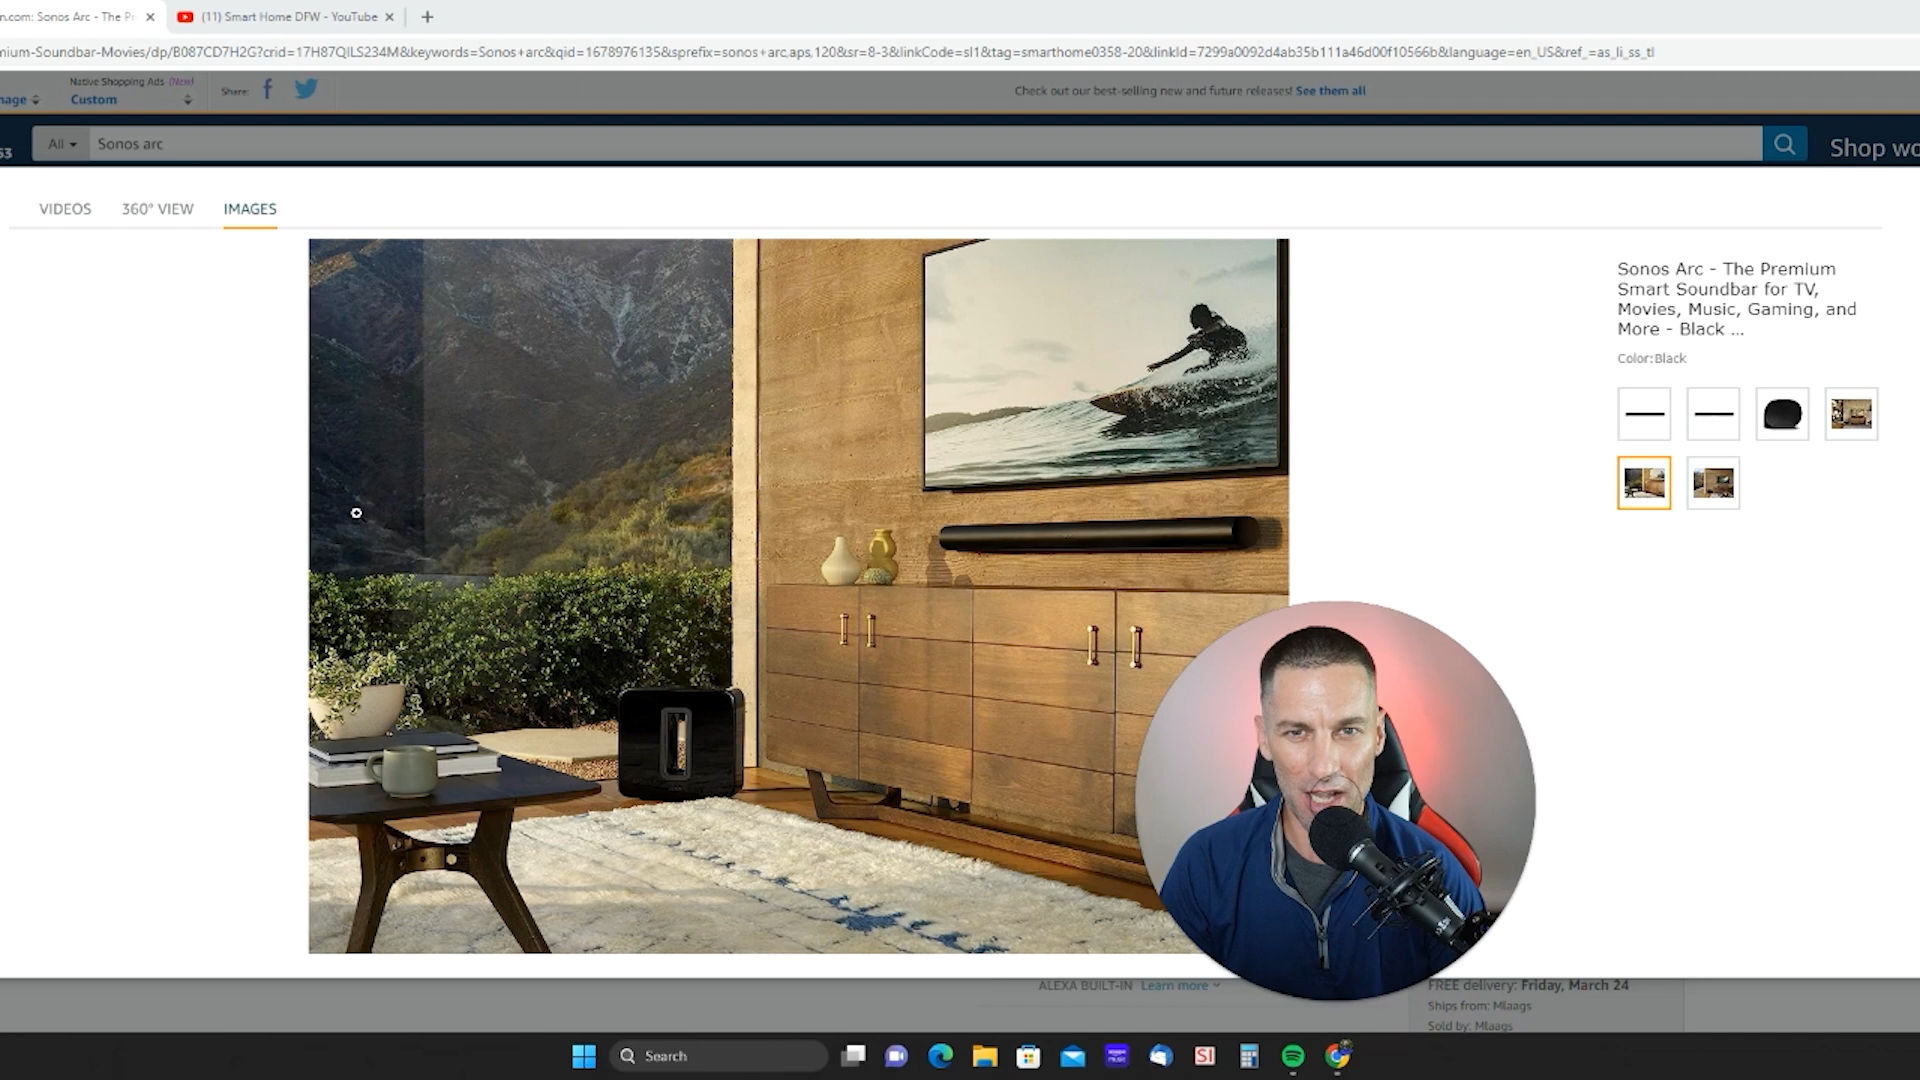 n.com: Sonos Arc - The Pr
(11) Smart Home DFW - YouTube
mium-Soundbar-Movies/dp/B087CD7H2G?crid=17H87QILS234M&keywords=Sonos+arc&qid=1678976135&sprefix=sonos+arc,aps,120&sr=8-3&linkCode=sl1&tag=smarthome0358-20&linkId=7299a0092d4ab35b111a46d00f10566b&language=en_US&ref_=as_li_ss_tl
Native Shopping Ads (New!)
nage
Custom
Share:
Check out our best-selling new and future releases! See them all
53
All
Sonos arc
Shop wo
VIDEOS
360° VIEW
IMAGES
Sonos Arc - The Premium
Smart Soundbar for TV,
Movies, Music, Gaming, and
More - Black ...
Color:Black
ALEXA BUILT-IN Learn more
FREE delivery: Friday, March 24
Ships from: Mlaags
Sold by: Mlaags
Search
SI